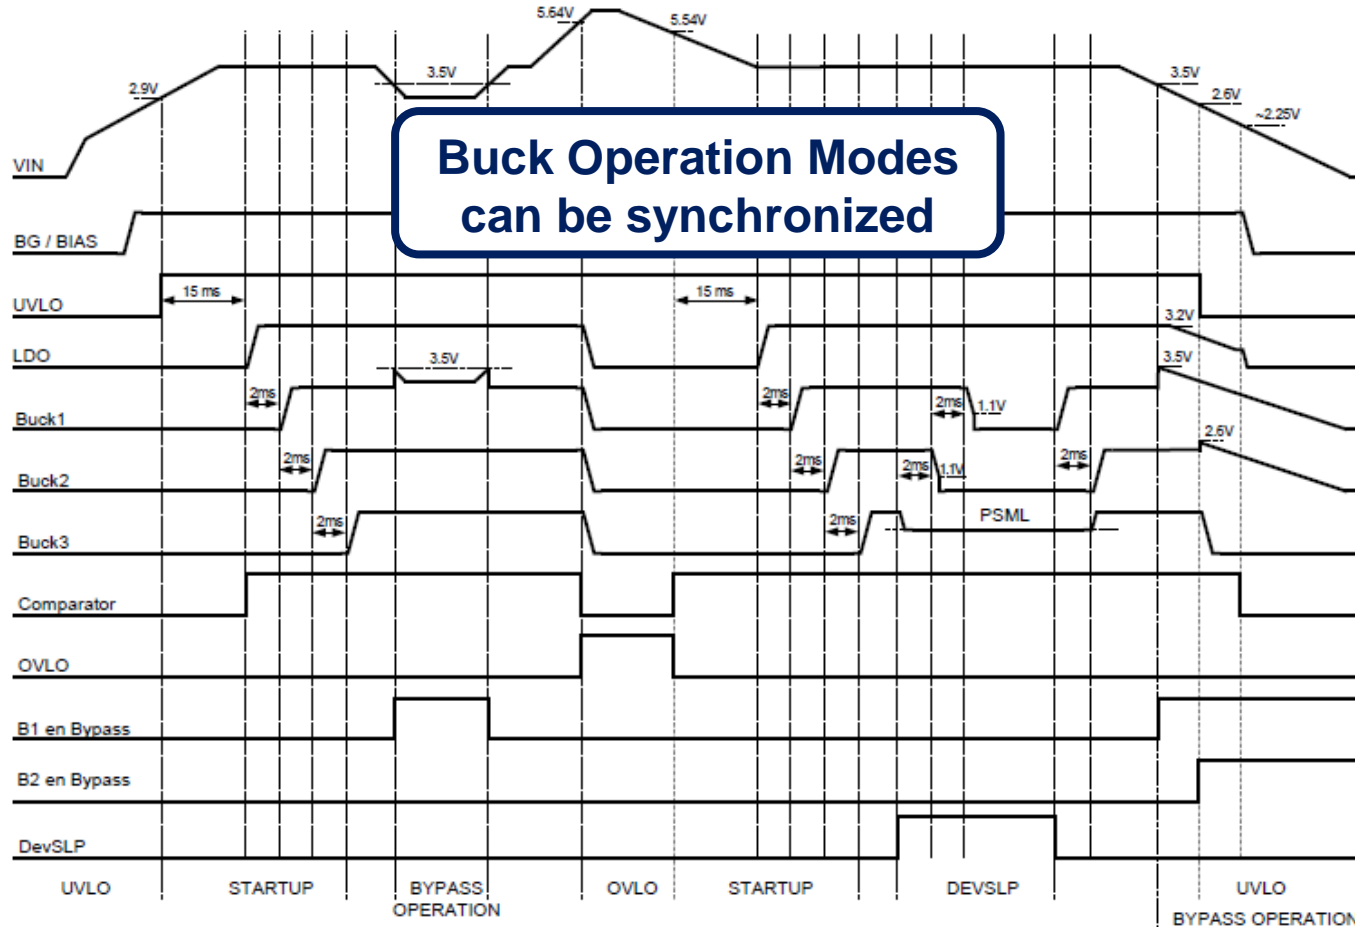 5.64V
5.54V
3.5V
3.5V
2.9V
2.6V
~2.25V
VIN
Buck Operation Modes
can be synchronized
BG / BIAS
15 ms
15 ms
UVLO
3.2V
LDO
3.5V
3.5V
2ms
2ms
2ms
1.1V
Buck1
2.6V
2ms
2ms
2ms
1.1V
2ms
Buck2
PSML
2ms
2ms
Buck3
Comparator
OVLO
B1 en Bypass
B2 en Bypass
DevSLP
UVLO
STARTUP
BYPASS
OPERATION
OVLO
STARTUP
DEVSLP
UVLO
BYPASS OPERATION